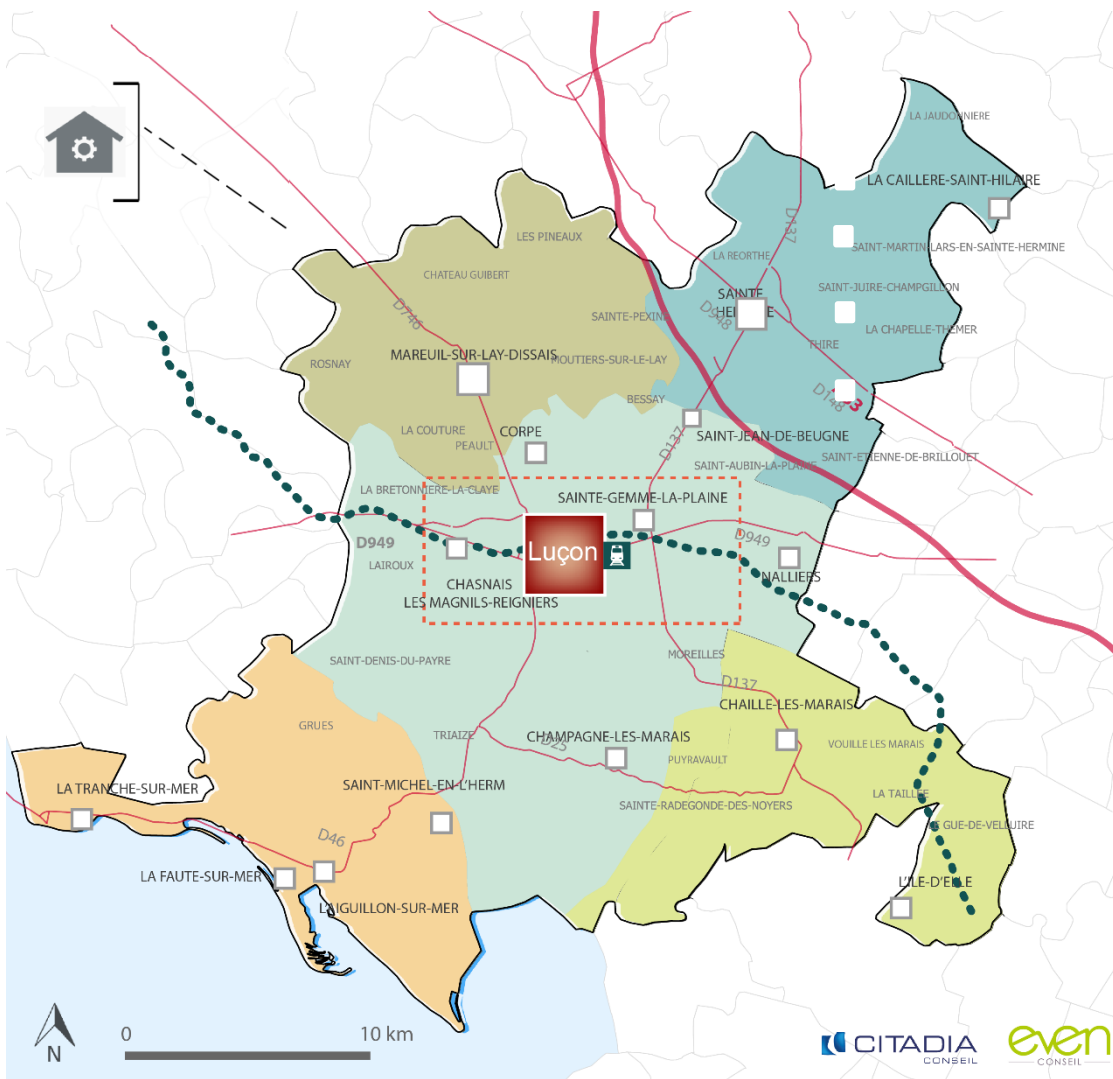 LA JAUDONNIERE
LA CAILLERE-SAINT-HILAIRE
D137
LES PINEAUX
SAINT-MARTIN-LARS-EN-SAINTE-HERMINE
LA REORTHE
CHATEAU GUIBERT
SAINT-JUIRE-CHAMPGILLON
SAINTE
D948
D746
SAINTE-PEXINE
LA CHAPELLE-THEMER
THIRE
MAREUIL-SUR-LAY-DISSAIS
MOUTIERS-SUR-LE-LAY
ROSNAY
D148
BESSAY
LA COUTURE
CORPE
D137
SAINT-JEAN-DE-BEUGNE
PEAULT
SAINT-ETIENNE-DE-BRILLOUET
SAINT-AUBIN-LA-PLAINE
LA BRETONNIERE-LA-CLAYE
SAINTE-GEMME-LA-PLAINE
D949
D949
Luçon
LAIROUX
NALLIERS
CHASNAIS
LES MAGNILS-REIGNIERS
SAINT-DENIS-DU-PAYRE
MOREILLES
D137
CHAILLE-LES-MARAIS
GRUES
TRIAIZE
CHAMPAGNE-LES-MARAIS
D25
VOUILLE LES MARAIS
PUYRAVAULT
LA TRANCHE-SUR-MER
SAINT-MICHEL-EN-L'HERM
LA TAILLEE
SAINTE-RADEGONDE-DES-NOYERS
LE GUE-DE-VELLUIRE
D46
LA FAUTE-SUR-MER
L'ILE-D'ELLE
L'AIGUILLON-SUR-MER
0
10 km
N
CITADIA
CONSEIL
even
CONSEIL